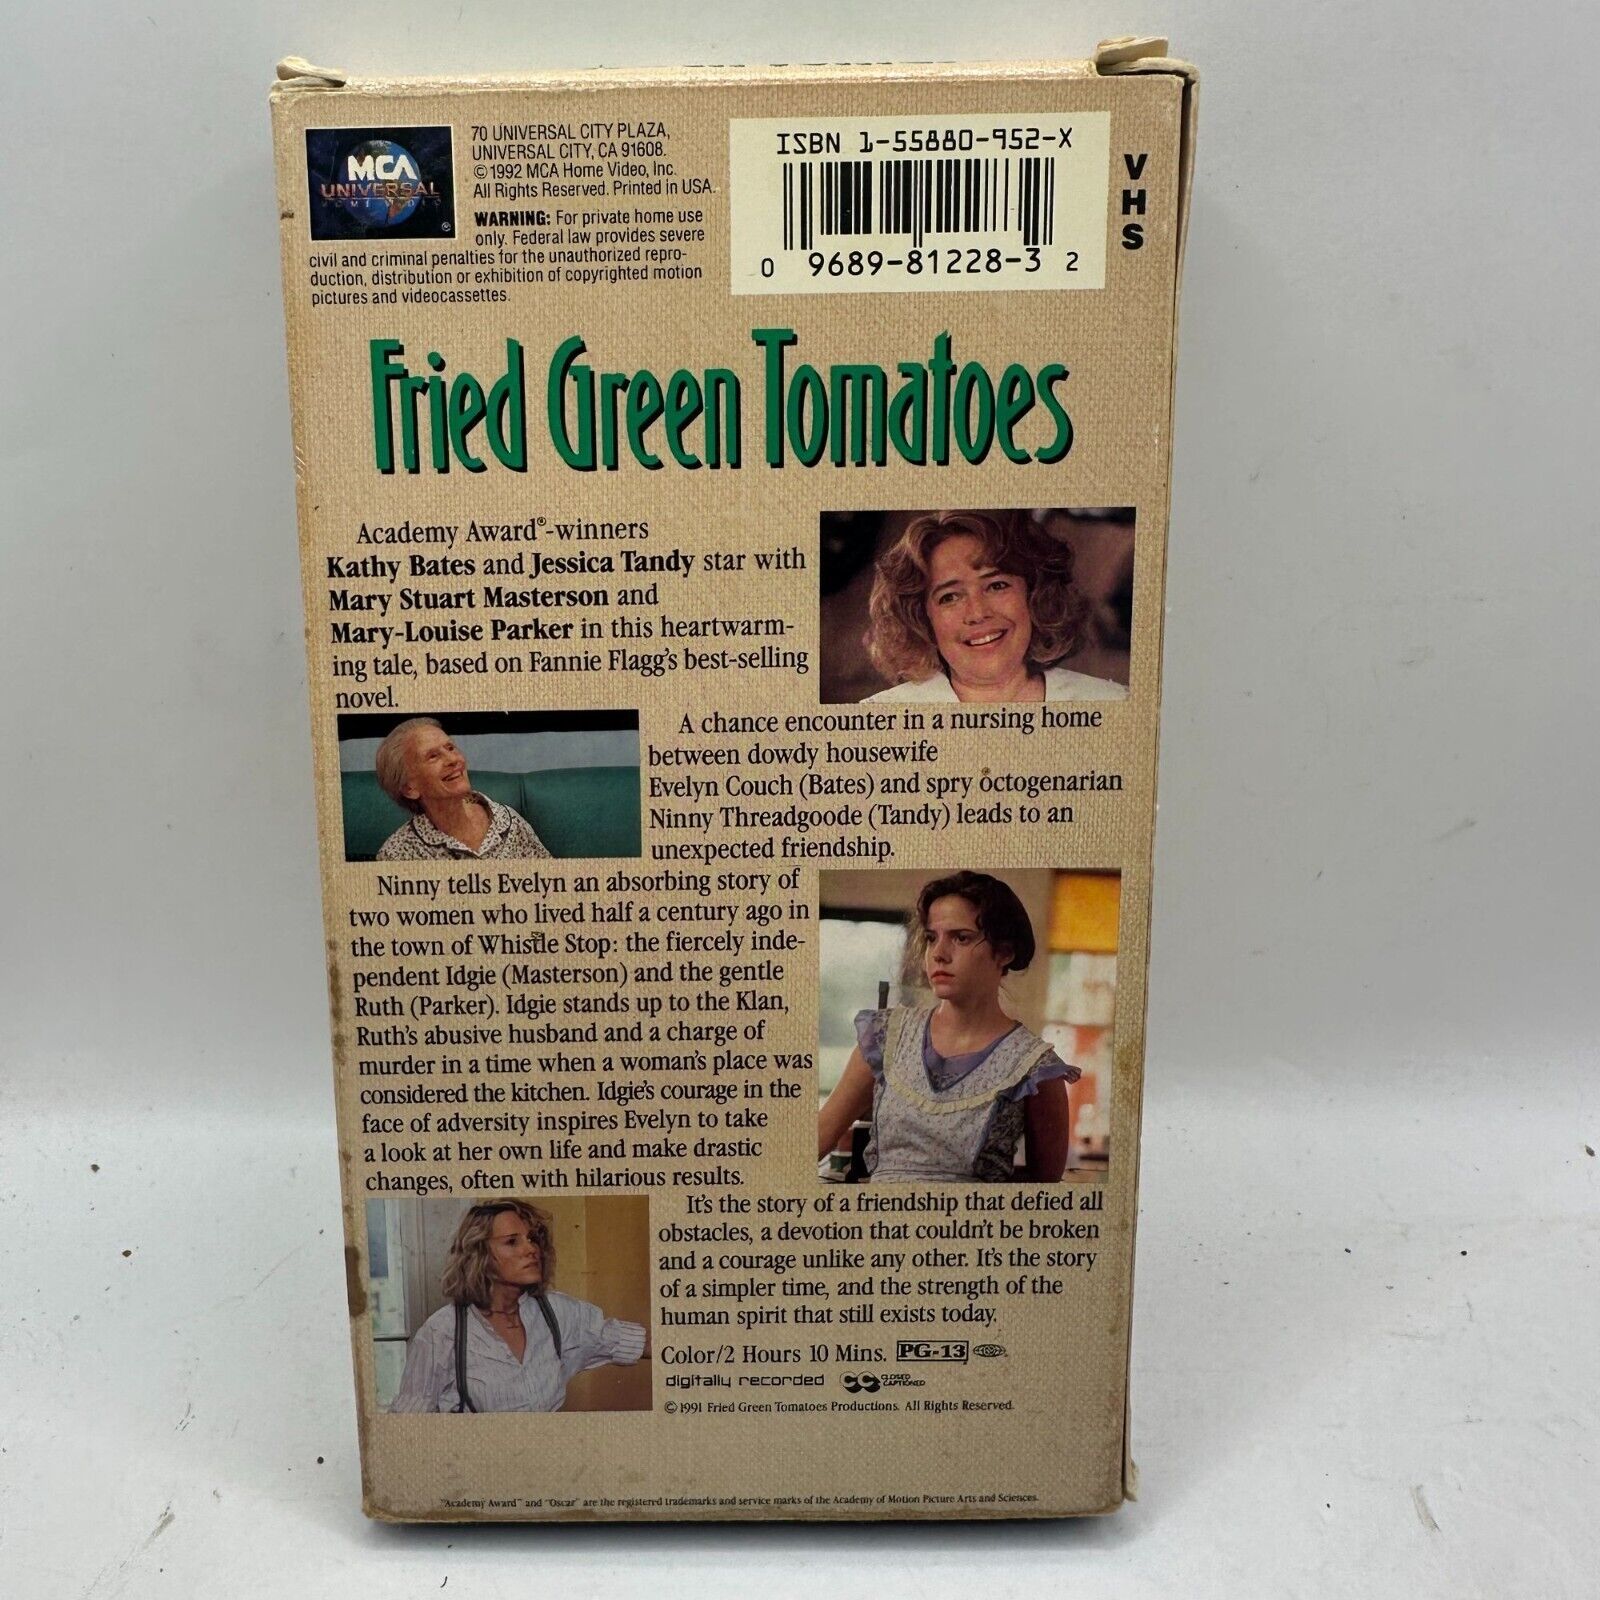 MCA
UNIVERSAL
HOME VIDEO
®
70 UNIVERSAL CITY PLAZA,
UNIVERSAL CITY, CA 91608.
© 1992 MCA Home Video, Inc.
All Rights Reserved. Printed in USA.
WARNING: For private home use
only. Federal law provides severe
civil and criminal penalties for the unauthorized repro-
duction, distribution or exhibition of copyrighted motion
pictures and videocassettes.
ISBN 1-55880-952-X
0 9689-81228-3 2
VHS
Fried Green Tomatoes
Academy Award®-winners
Kathy Bates and Jessica Tandy star with
Mary Stuart Masterson and
Mary-Louise Parker in this heartwarm-
ing tale, based on Fannie Flagg's best-selling
novel.
A chance encounter in a nursing home
between dowdy housewife
Evelyn Couch (Bates) and spry octogenarian
Ninny Threadgoode (Tandy) leads to an
unexpected friendship.
Ninny tells Evelyn an absorbing story of
two women who lived half a century ago in
the town of Whistle Stop: the fiercely inde-
pendent Idgie (Masterson) and the gentle
Ruth (Parker). Idgie stands up to the Klan,
Ruth's abusive husband and a charge of
murder in a time when a woman's place was
considered the kitchen. Idgie's courage in the
face of adversity inspires Evelyn to take
a look at her own life and make drastic
changes, often with hilarious results.
It's the story of a friendship that defied all
obstacles, a devotion that couldn't be broken
and a courage unlike any other. It's the story
of a simpler time, and the strength of the
human spirit that still exists today.
Color/2 Hours 10 Mins. PG-13
digitally recorded CC CLOSED CAPTIONED
© 1991 Fried Green Tomatoes Productions. All Rights Reserved.
"Academy Award" and "Oscar" are the registered trademarks and service marks of the Academy of Motion Picture Arts and Sciences.